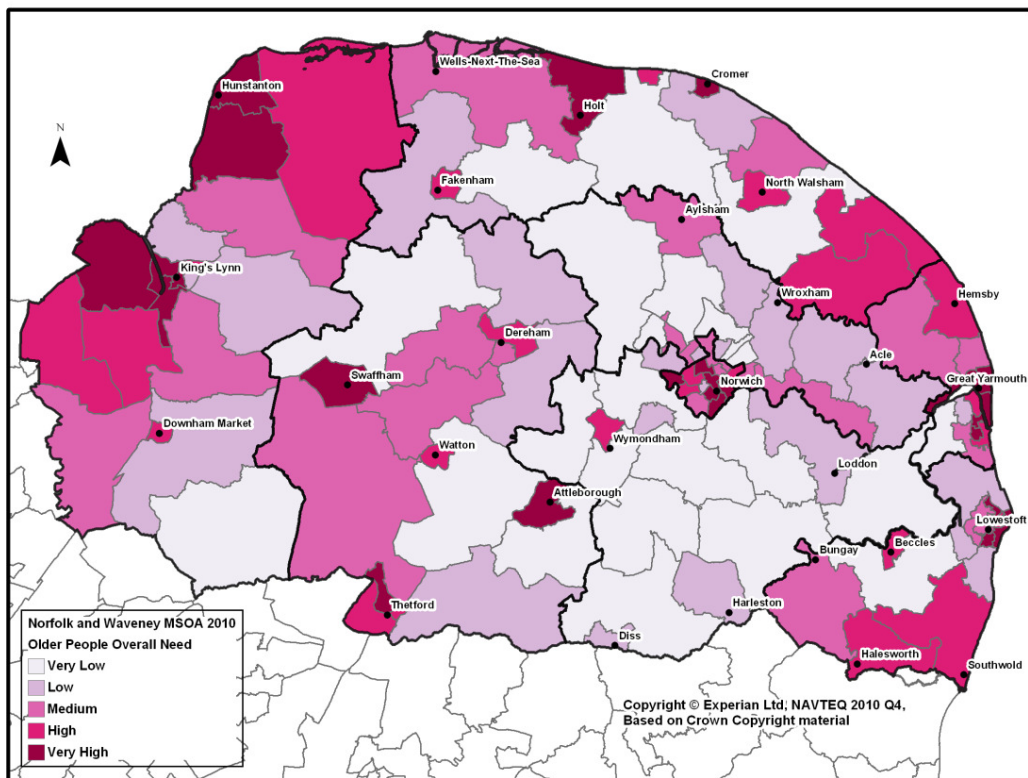 Wells-Next-The-Sea
Cromer
Hunstanton
Holt
N
Fakenham
North Walsham
Aylsham
King's Lynn
Wroxham
Hemsby
Dereham
Acle
Swaffham
Norwich
Great Yarmouth
Downham Market
Watton
Wymondham
Loddon
Attleborough
Lowestoft
Bungay
Beccles
Thetford
Harleston
Diss
Halesworth
Southwold
Norfolk and Waveney MSOA 2010
Older People Overall Need
Very Low
Low
Medium
High
Very High
Copyright © Experian Ltd, NAVTEQ 2010 Q4,
Based on Crown Copyright material